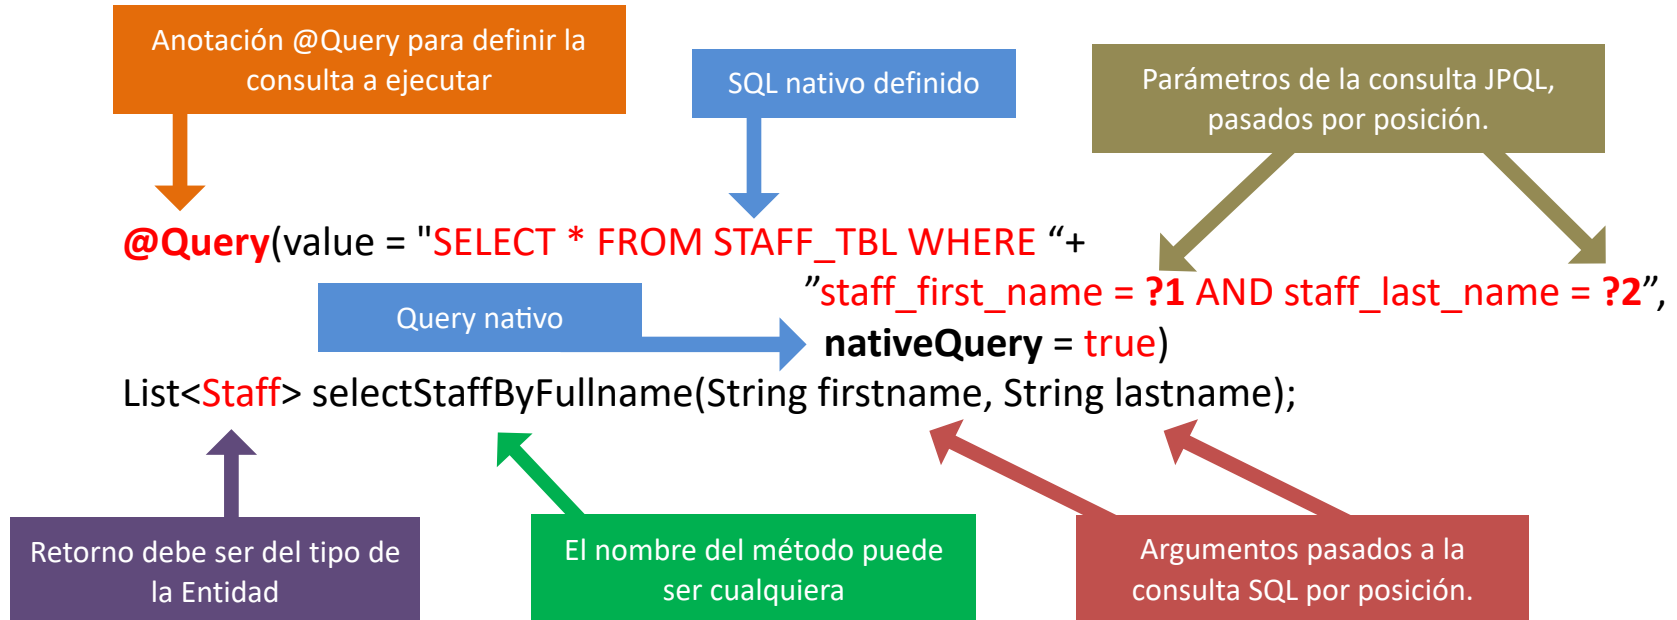 Anotación @Query para definir la
consulta a ejecutar
SQL nativo definido
Parámetros de la consulta JPQL,
pasados por posición.
@Query(value = "SELECT * FROM STAFF_TBL WHERE “+
”staff_first_name = ?1 AND staff_last_name = ?2”,
Query nativo
nativeQuery = true)
List<Staff> selectStaffByFullname(String firstname, String lastname);
Retorno debe ser del tipo de
la Entidad
El nombre del método puede
ser cualquiera
Argumentos pasados a la
consulta SQL por posición.